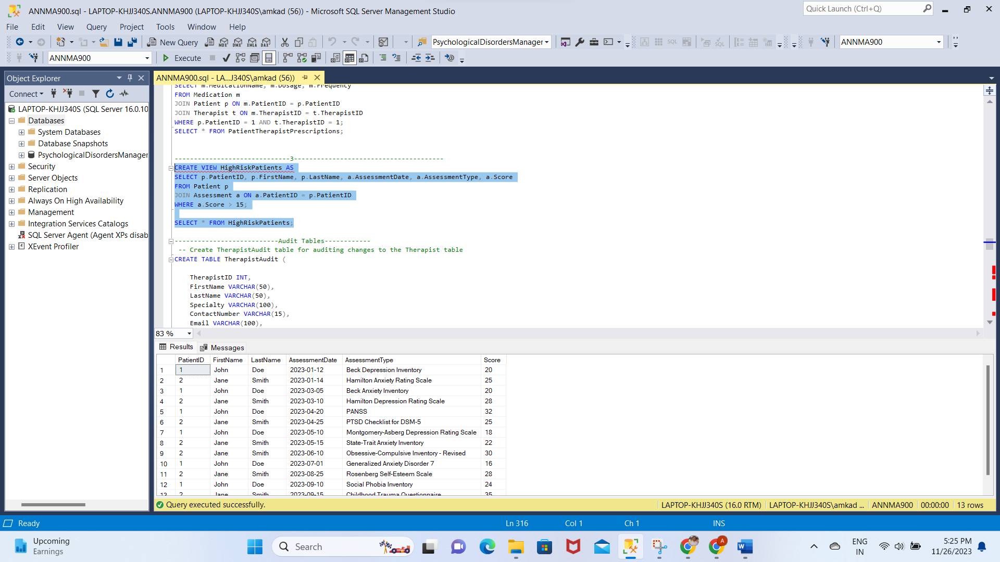 ANNMA900.sql - LAPTOP-KHJJ340S.ANNMA900 (LAPTOP-KHJJ340S\amkad (56)) - Microsoft SQL Server Management Studio
Quick Launch (Ctrl+Q)
File Edit View Query Project Tools Window Help
New Query
MDX DMX XMLA DAX
PsychologicalDisordersManager
SQL
ANNMA900
ANNMA900
Execute
Object Explorer
Connect
LAPTOP-KHJJ340S (SQL Server 16.0.10
Databases
System Databases
Database Snapshots
PsychologicalDisordersManager
Security
Server Objects
Replication
Always On High Availability
Management
Integration Services Catalogs
SQL Server Agent (Agent XPs disab
XEvent Profiler
ANNMA900.sql - LA...J340S\amkad (56))
SELECT m.MedicationName, m.Dosage, m.Frequency
FROM Medication m
JOIN Patient p ON m.PatientID = p.PatientID
JOIN Therapist t ON m.TherapistID = t.TherapistID
WHERE p.PatientID = 1 AND t.TherapistID = 1;
SELECT * FROM PatientTherapistPrescriptions;
------------------------------3---------------------------------------
CREATE VIEW HighRiskPatients AS
SELECT p.PatientID, p.FirstName, p.LastName, a.AssessmentDate, a.AssessmentType, a.Score
FROM Patient p
JOIN Assessment a ON a.PatientID = p.PatientID
WHERE a.Score > 15;
SELECT * FROM HighRiskPatients;
---------------------------Audit Tables------------
-- Create TherapistAudit table for auditing changes to the Therapist table
CREATE TABLE TherapistAudit (
TherapistID INT,
FirstName VARCHAR(50),
LastName VARCHAR(50),
Specialty VARCHAR(100),
ContactNumber VARCHAR(15),
Email VARCHAR(100),
83 %
Results Messages
PatientID FirstName LastName AssessmentDate AssessmentType Score
1 1 John Doe 2023-01-12 Beck Depression Inventory 20
2 2 Jane Smith 2023-01-14 Hamilton Anxiety Rating Scale 25
3 1 John Doe 2023-03-05 Beck Anxiety Inventory 20
4 2 Jane Smith 2023-03-10 Hamilton Depression Rating Scale 28
5 1 John Doe 2023-04-20 PANSS 32
6 2 Jane Smith 2023-04-25 PTSD Checklist for DSM-5 25
7 1 John Doe 2023-05-10 Montgomery-Asberg Depression Rating Scale 18
8 2 Jane Smith 2023-05-15 State-Trait Anxiety Inventory 22
9 2 Jane Smith 2023-06-10 Obsessive-Compulsive Inventory - Revised 30
10 1 John Doe 2023-07-01 Generalized Anxiety Disorder 7 16
11 2 Jane Smith 2023-08-25 Rosenberg Self-Esteem Scale 28
12 1 John Doe 2023-09-10 Social Phobia Inventory 24
13 2 Jane Smith 2023-09-15 Childhood Trauma Questionnaire 35
Query executed successfully.
LAPTOP-KHJJ340S (16.0 RTM) LAPTOP-KHJJ340S\amkad ... ANNMA900 00:00:00 13 rows
Ready
Ln 316 Col 1 Ch 1 INS
Upcoming
Earnings
Search
A
W
ENG
IN
5:25 PM
11/26/2023